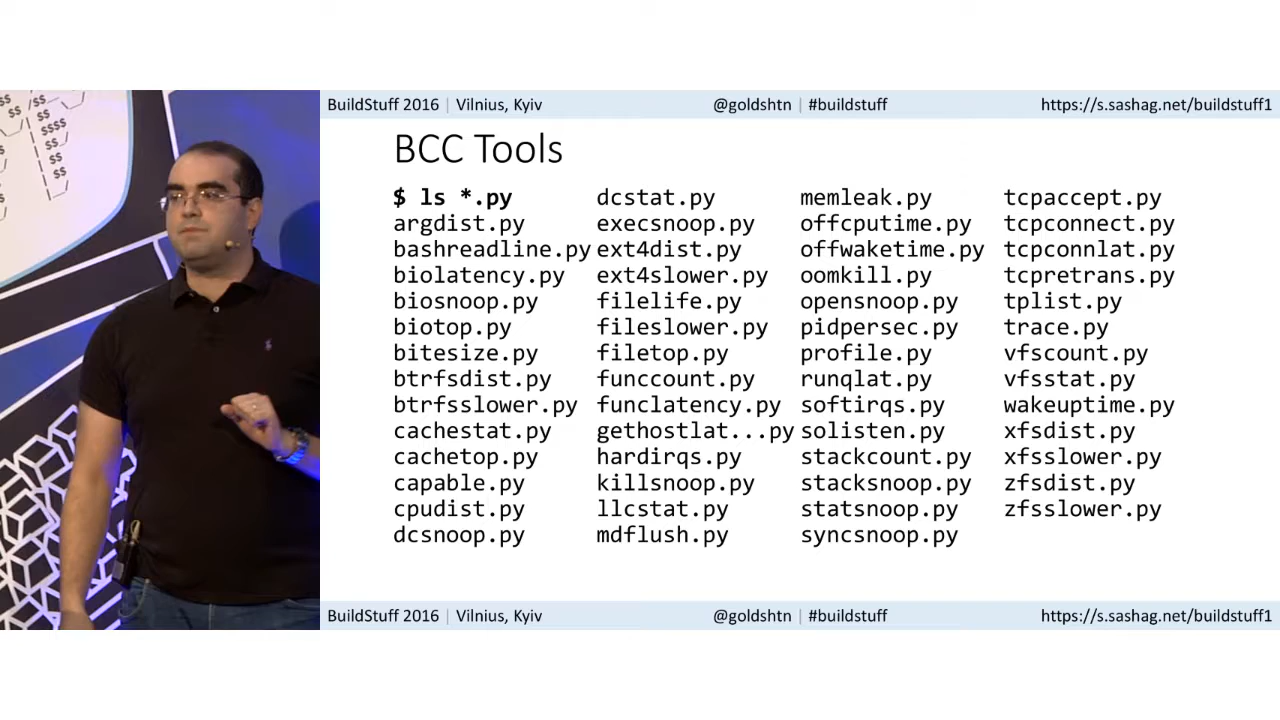 BuildStuff 2016 | Vilnius, Kyiv @goldshtn | #buildstuff https://s.sashag.net/buildstuff1
BCC Tools
$ ls *.py
argdist.py
bashreadline.py
biolatency.py
biosnoop.py
biotop.py
bitesize.py
btrfsdist.py
btrfsslower.py
cachestat.py
cachetop.py
capable.py
cpudist.py
dcsnoop.py
dcstat.py
execsnoop.py
ext4dist.py
ext4slower.py
filelife.py
fileslower.py
filetop.py
funccount.py
funclatency.py
gethostlat...py
hardirqs.py
killsnoop.py
llcstat.py
mdflush.py
memleak.py
offcputime.py
offwaketime.py
oomkill.py
opensnoop.py
pidpersec.py
profile.py
runqlat.py
softirqs.py
solisten.py
stackcount.py
stacksnoop.py
statsnoop.py
syncsnoop.py
tcpaccept.py
tcpconnect.py
tcpconnlat.py
tcpretrans.py
tplist.py
trace.py
vfscount.py
vfsstat.py
wakeuptime.py
xfsdist.py
xfsslower.py
zfsdist.py
zfsslower.py
BuildStuff 2016 | Vilnius, Kyiv @goldshtn | #buildstuff https://s.sashag.net/buildstuff1